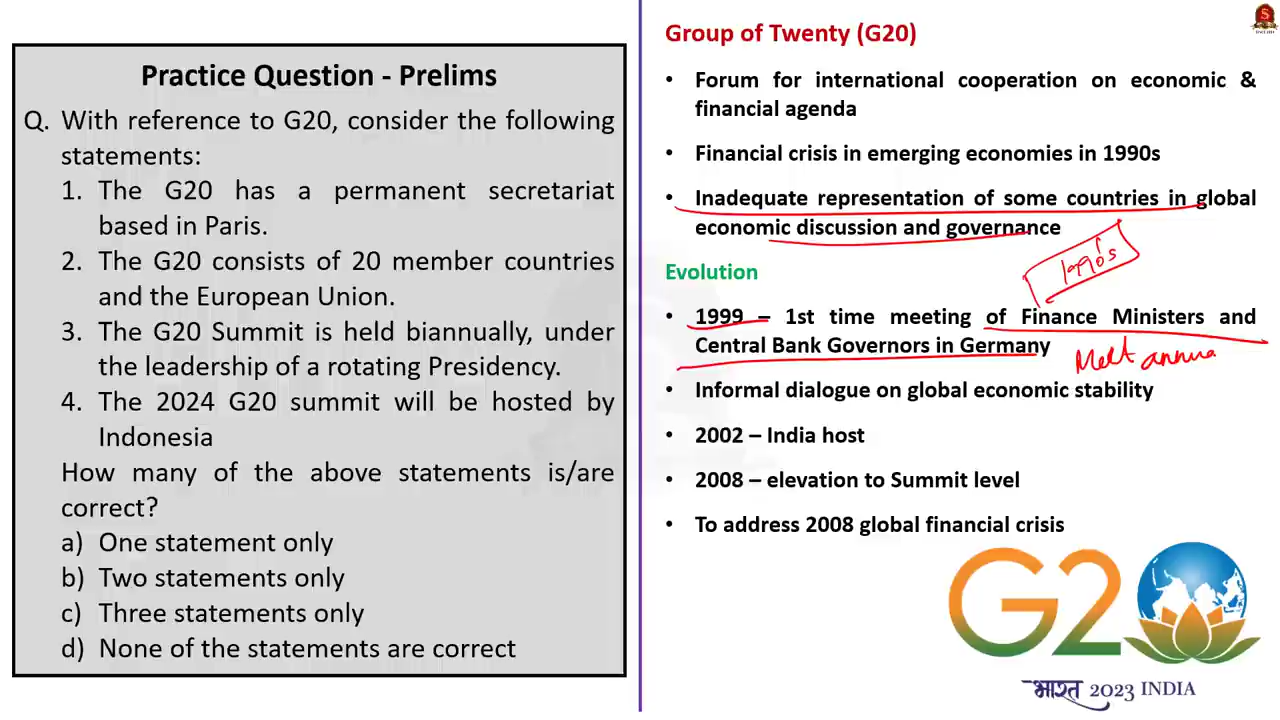 Practice Question - Prelims
Q. With reference to G20, consider the following
statements:
1. The G20 has a permanent secretariat
based in Paris.
2. The G20 consists of 20 member countries
and the European Union.
3. The G20 Summit is held biannually, under
the leadership of a rotating Presidency.
4. The 2024 G20 summit will be hosted by
Indonesia
How many of the above statements is/are
correct?
a) One statement only
b) Two statements only
c) Three statements only
d) None of the statements are correct
Group of Twenty (G20)
• Forum for international cooperation on economic &
financial agenda
• Financial crisis in emerging economies in 1990s
• Inadequate representation of some countries in global
economic discussion and governance
1990's
Evolution
• 1999 – 1st time meeting of Finance Ministers and
Central Bank Governors in Germany
Meet annua
• Informal dialogue on global economic stability
• 2002 – India host
• 2008 – elevation to Summit level
• To address 2008 global financial crisis
G20
भारत 2023 INDIA